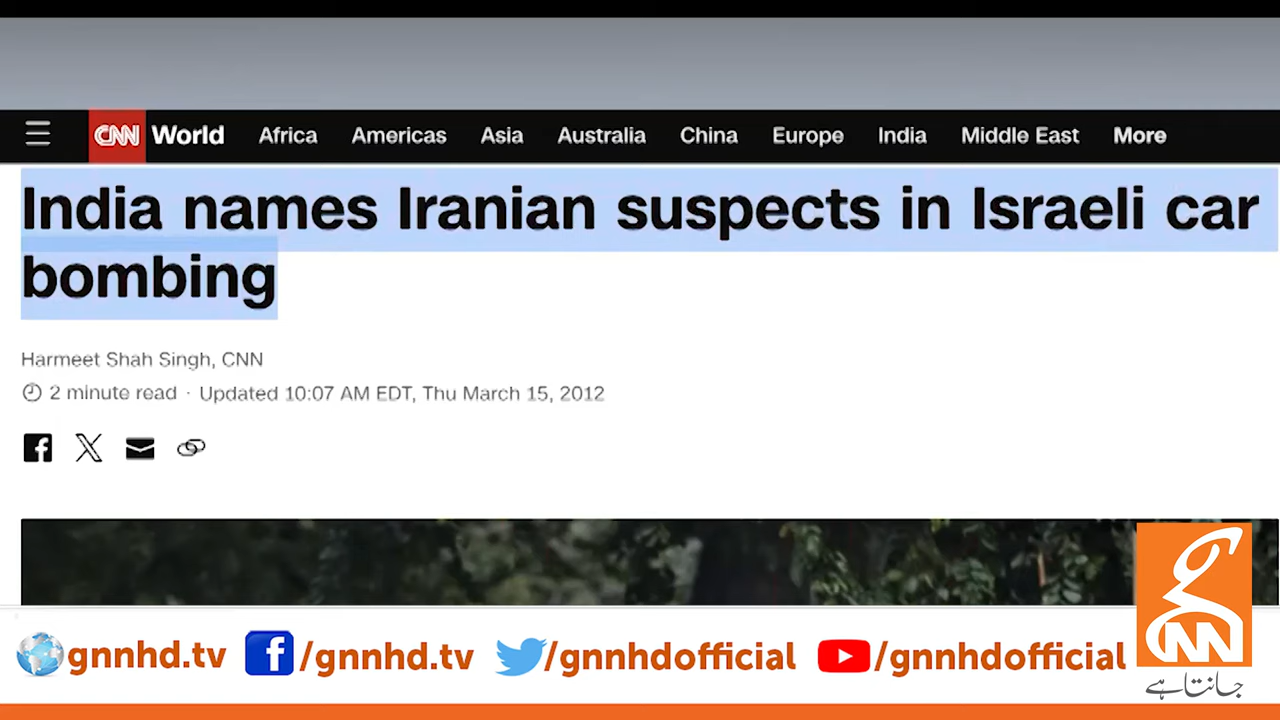 CNN World Africa Americas Asia Australia China Europe India Middle East More
India names Iranian suspects in Israeli car
bombing
Harmeet Shah Singh, CNN
2 minute read · Updated 10:07 AM EDT, Thu March 15, 2012
GNN
جانتا ہے
gnnhd.tv /gnnhd.tv /gnnhdofficial /gnnhdofficial